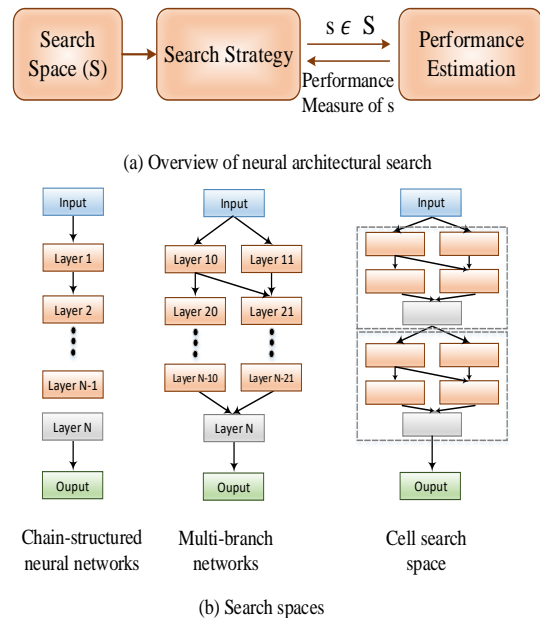 Search
Space (S)
Search Strategy
s ϵ S
Performance
Measure of s
Performance
Estimation
(a) Overview of neural architectural search
Input
Layer 1
Layer 2
Layer N-1
Layer N
Ouput
Chain-structured
neural networks
Input
Layer 10
Layer 11
Layer 20
Layer 21
Layer N-10
Layer N-21
Layer N
Ouput
Multi-branch
networks
Input
Ouput
Cell search
space
(b) Search spaces